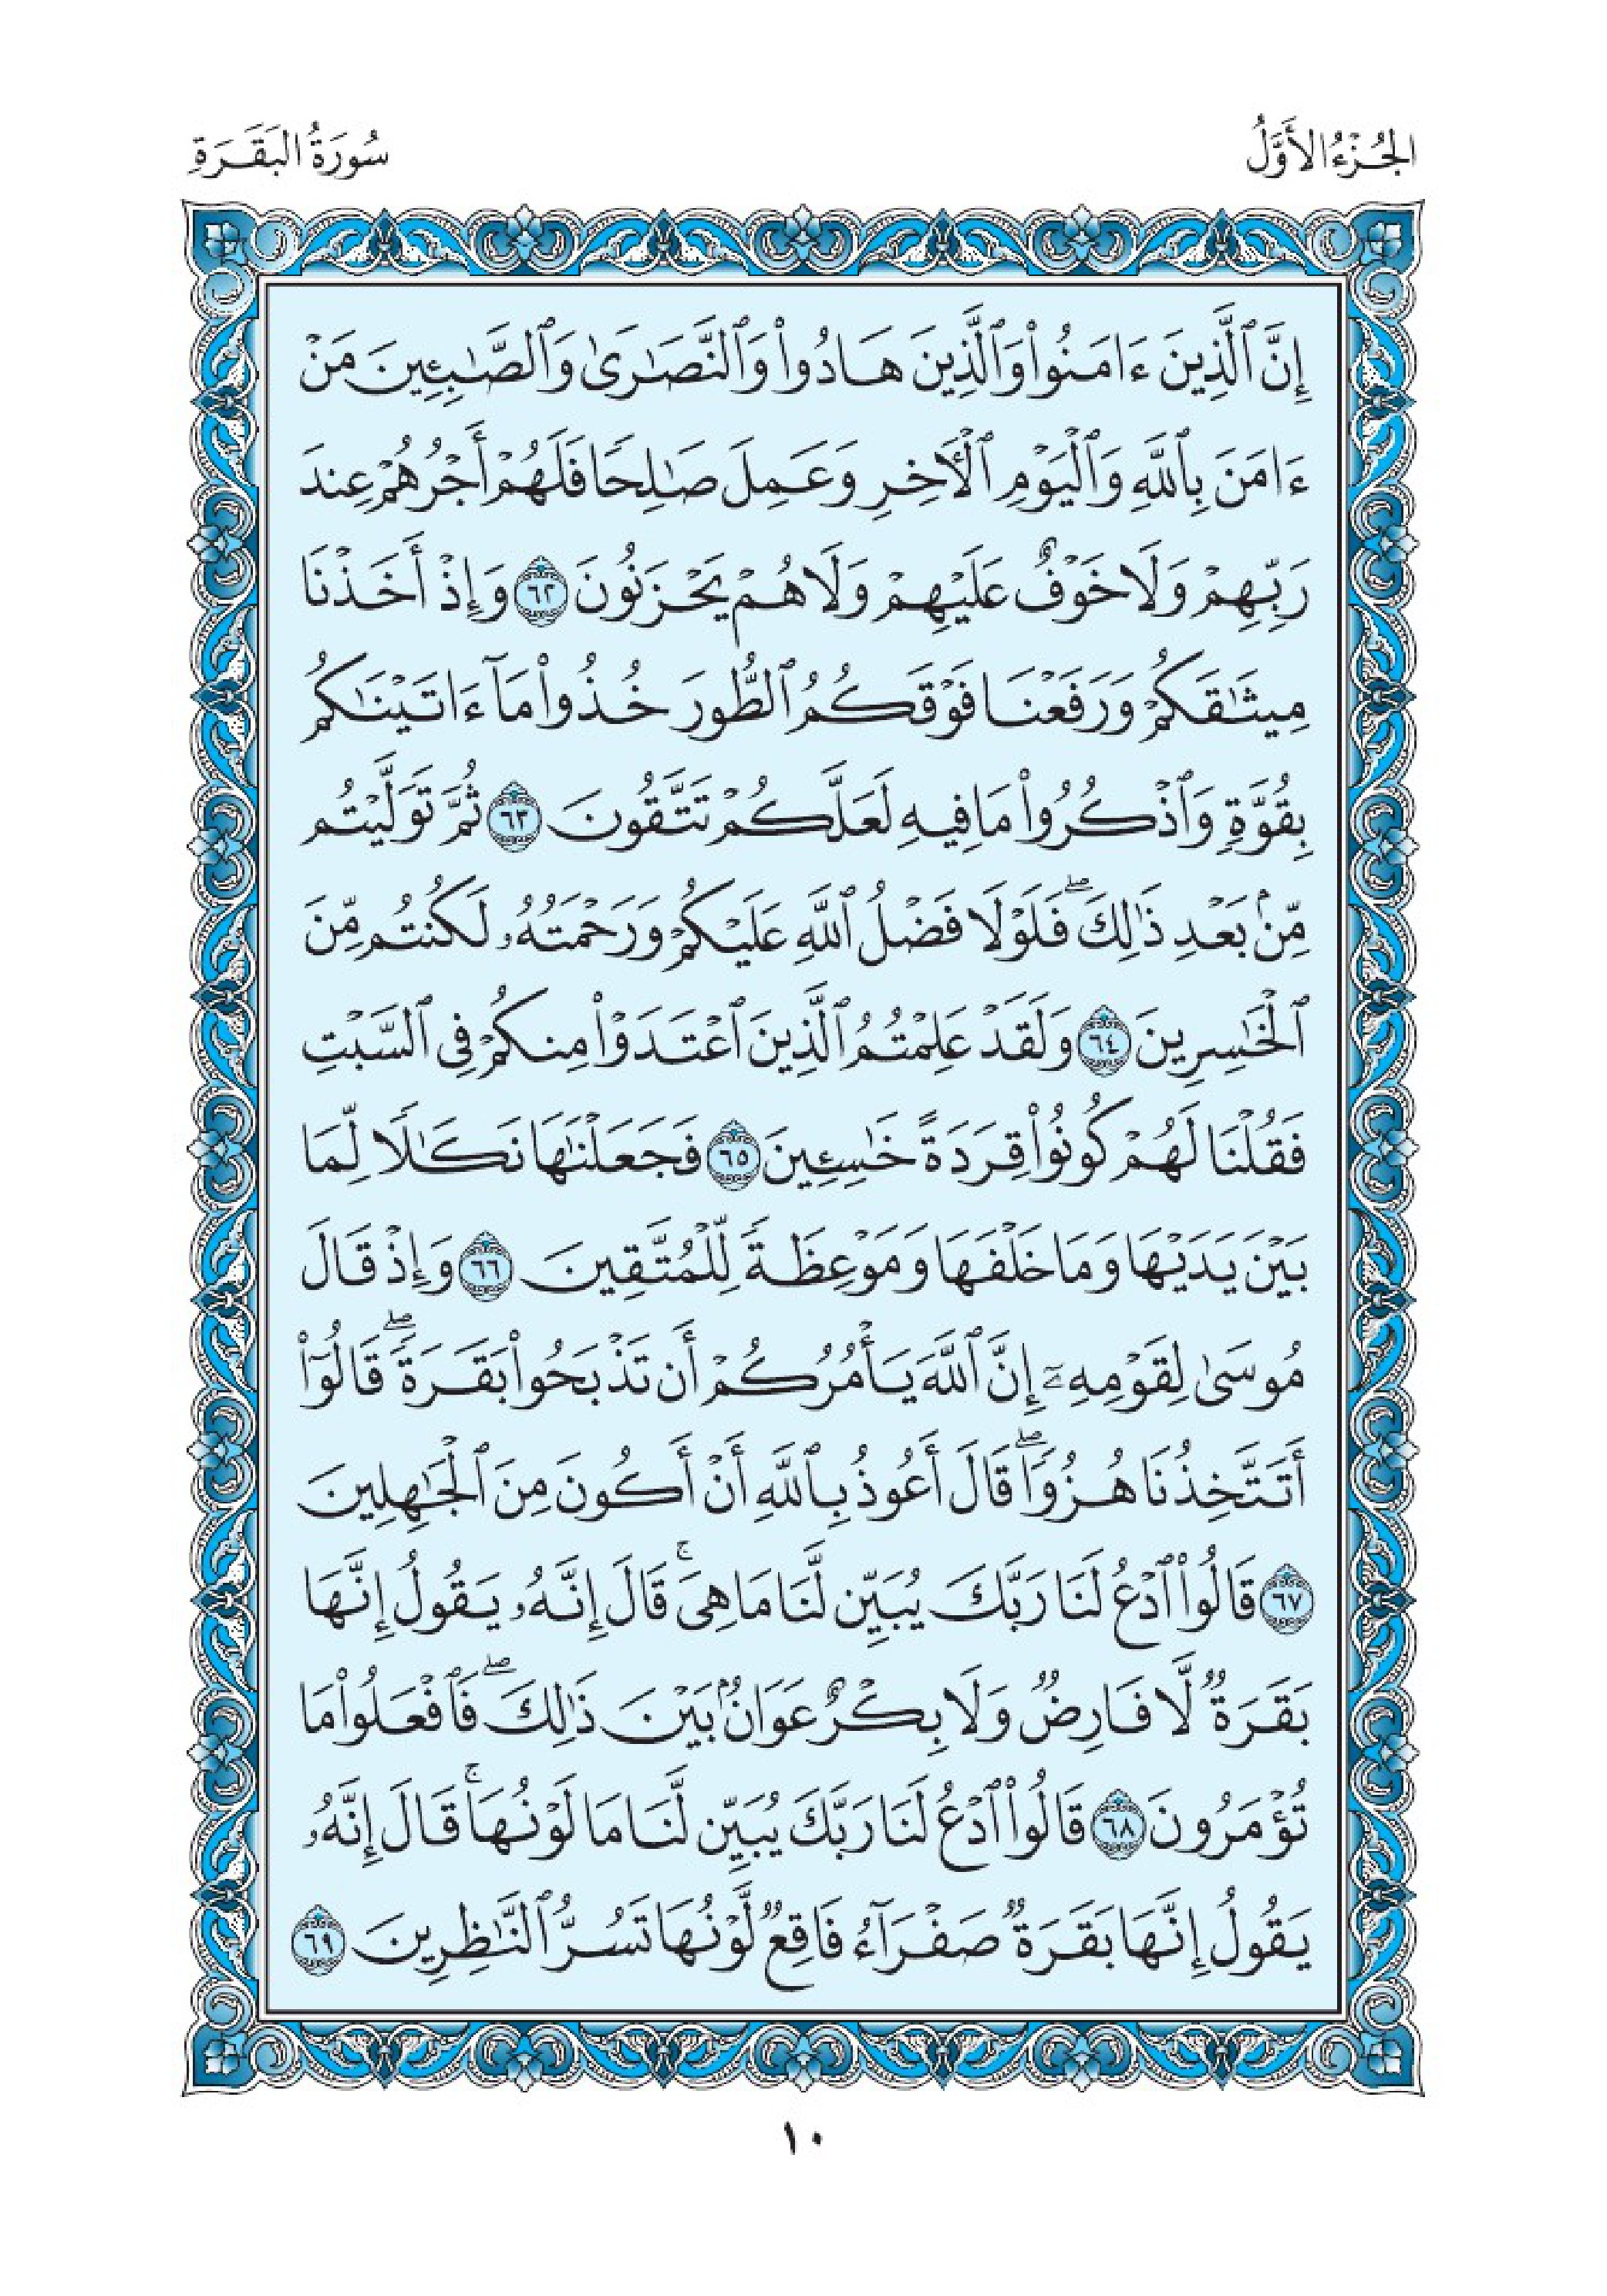 الجُزْءُ الأَوَّلُ
سُورَةُ البَقَرَةِ
إِنَّ ٱلَّذِينَ ءَامَنُوا۟ وَٱلَّذِينَ هَادُوا۟ وَٱلنَّصَـٰرَىٰ وَٱلصَّـٰبِـِٔينَ مَنْ
ءَامَنَ بِٱللَّهِ وَٱلْيَوْمِ ٱلْـَٔاخِرِ وَعَمِلَ صَـٰلِحًا فَلَهُمْ أَجْرُهُمْ عِندَ
رَبِّهِمْ وَلَا خَوْفٌ عَلَيْهِمْ وَلَا هُمْ يَحْزَنُونَ ٦٢ وَإِذْ أَخَذْنَا
مِيثَـٰقَكُمْ وَرَفَعْنَا فَوْقَكُمُ ٱلطُّورَ خُذُوا۟ مَآ ءَاتَيْنَـٰكُم
بِقُوَّةٍ وَٱذْكُرُوا۟ مَا فِيهِ لَعَلَّكُمْ تَتَّقُونَ ٦٣ ثُمَّ تَوَلَّيْتُم
مِّنۢ بَعْدِ ذَٰلِكَ ۖ فَلَوْلَا فَضْلُ ٱللَّهِ عَلَيْكُمْ وَرَحْمَتُهُۥ لَكُنتُم مِّنَ
ٱلْخَـٰسِرِينَ ٦٤ وَلَقَدْ عَلِمْتُمُ ٱلَّذِينَ ٱعْتَدَوْا۟ مِنكُمْ فِى ٱلسَّبْتِ
فَقُلْنَا لَهُمْ كُونُوا۟ قِرَدَةً خَـٰسِـِٔينَ ٦٥ فَجَعَلْنَـٰهَا نَكَـٰلًا لِّمَا
بَيْنَ يَدَيْهَا وَمَا خَلْفَهَا وَمَوْعِظَةً لِّلْمُتَّقِينَ ٦٦ وَإِذْ قَالَ
مُوسَىٰ لِقَوْمِهِۦٓ إِنَّ ٱللَّهَ يَأْمُرُكُمْ أَن تَذْبَحُوا۟ بَقَرَةً ۖ قَالُوٓا۟
أَتَتَّخِذُنَا هُزُوًا ۖ قَالَ أَعُوذُ بِٱللَّهِ أَنْ أَكُونَ مِنَ ٱلْجَـٰهِلِينَ
٦٧ قَالُوا۟ ٱدْعُ لَنَا رَبَّكَ يُبَيِّن لَّنَا مَا هِىَ ۚ قَالَ إِنَّهُۥ يَقُولُ إِنَّهَا
بَقَرَةٌ لَّا فَارِضٌ وَلَا بِكْرٌ عَوَانٌۢ بَيْنَ ذَٰلِكَ ۖ فَٱفْعَلُوا۟ مَا
تُؤْمَرُونَ ٦٨ قَالُوا۟ ٱدْعُ لَنَا رَبَّكَ يُبَيِّن لَّنَا مَا لَوْنُهَا ۚ قَالَ إِنَّهُۥ
يَقُولُ إِنَّهَا بَقَرَةٌ صَفْرَآءُ فَاقِعٌ لَّوْنُهَا تَسُرُّ ٱلنَّـٰظِرِينَ ٦٩
١٠